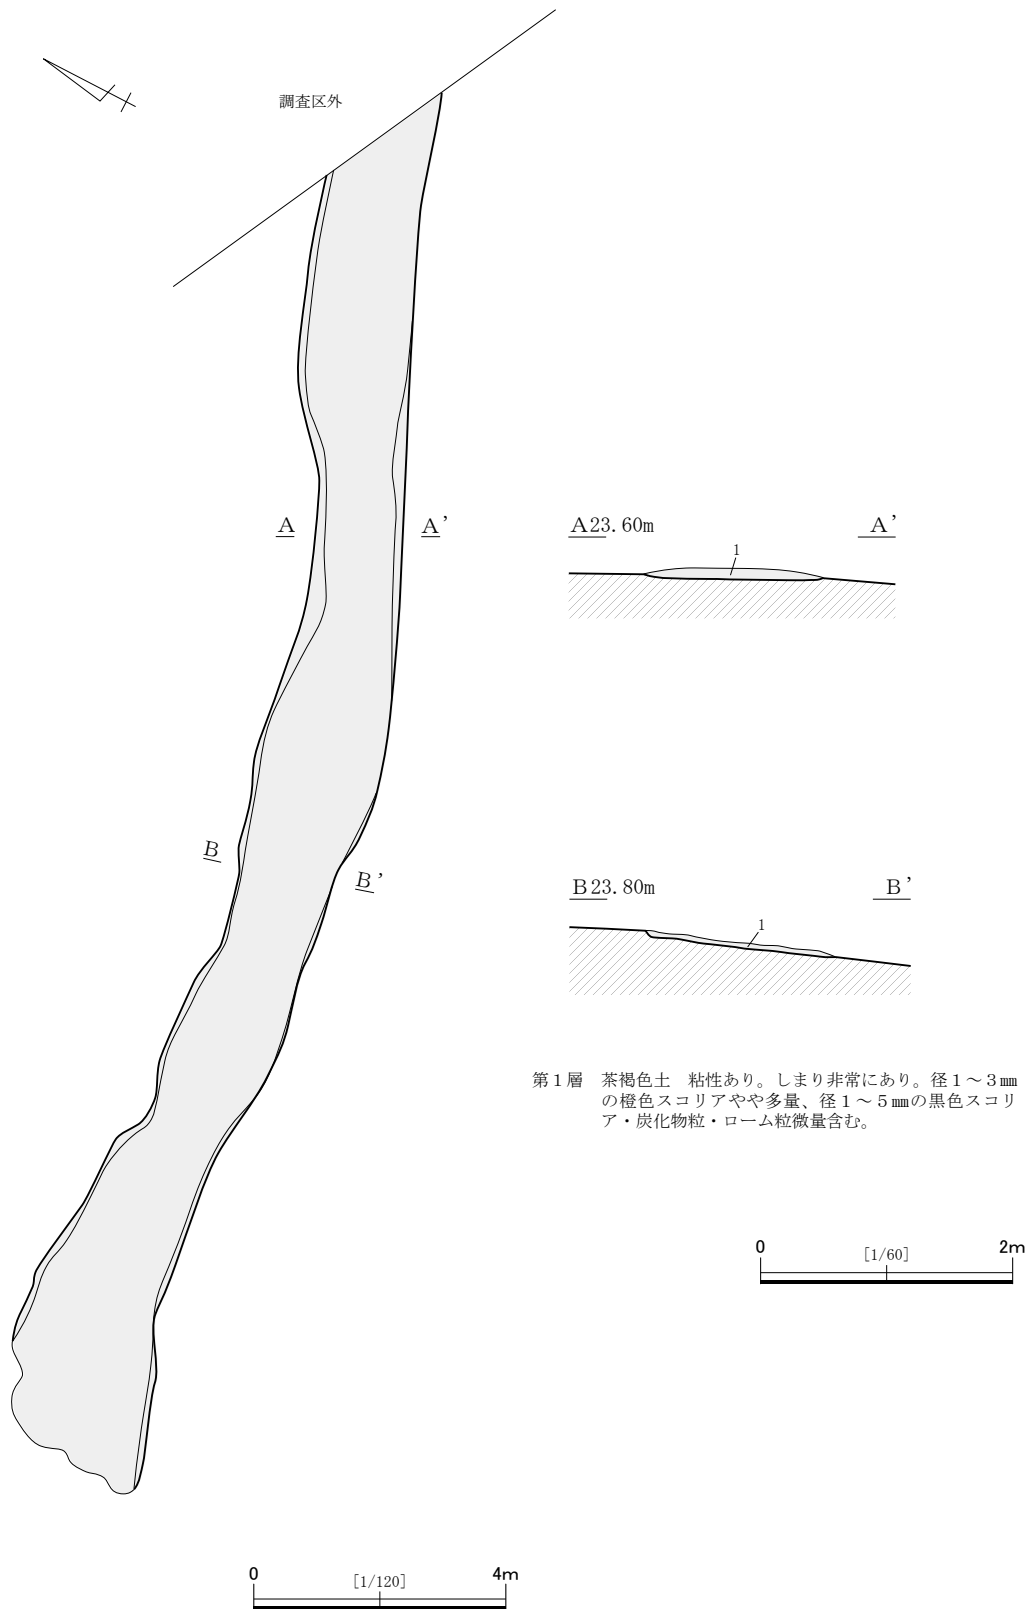 調査区外
A
A’
A23.60m
A’
1
B
B’
B23.80m
B’
1
第1層　茶褐色土　粘性あり。しまり非常にあり。径1～3㎜
の橙色スコリアやや多量、径1～5㎜の黒色スコリ
ア・炭化物粒・ローム粒微量含む。
0
[1/60]
2m
0
[1/120]
4m